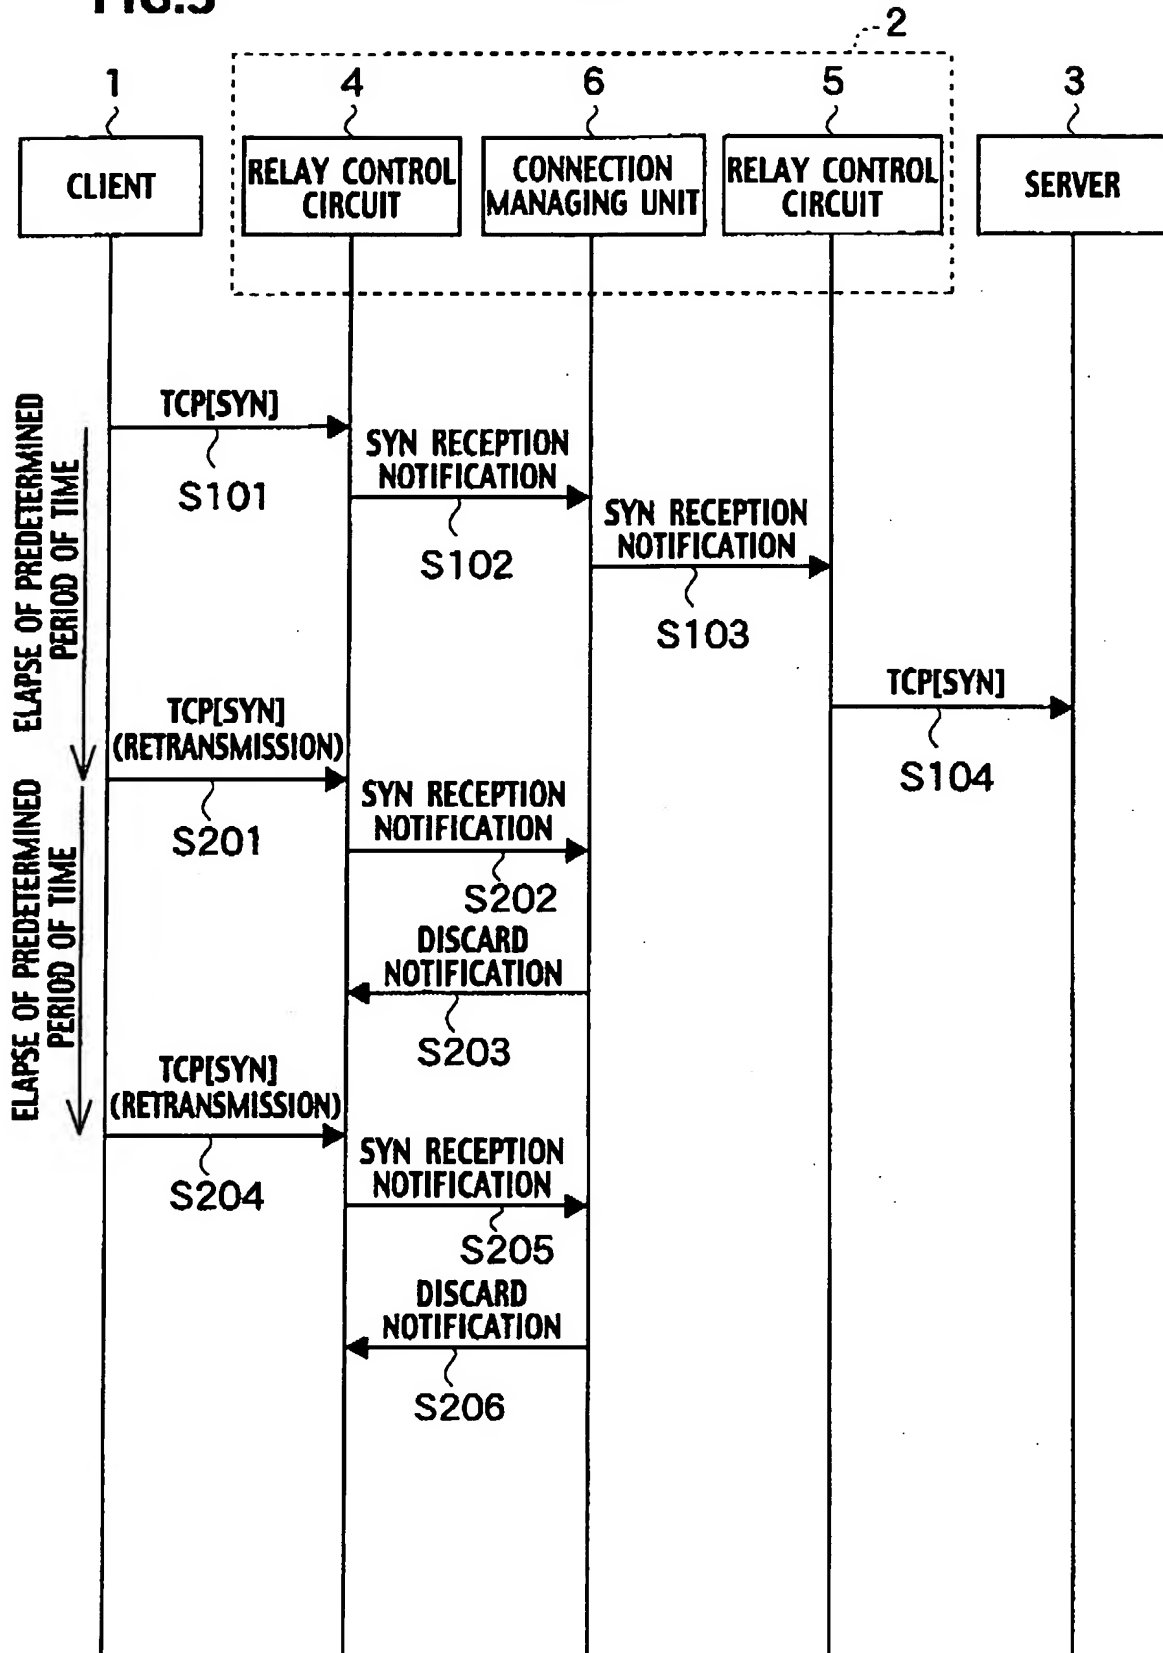 2
1
4
6
5
3
CLIENT
RELAY CONTROL
CIRCUIT
CONNECTION
MANAGING UNIT
RELAY CONTROL
CIRCUIT
SERVER
ELAPSE OF PREDETERMINED
PERIOD OF TIME
TCP[SYN]
S101
SYN RECEPTION
NOTIFICATION
S102
SYN RECEPTION
NOTIFICATION
S103
TCP[SYN]
S104
TCP[SYN]
(RETRANSMISSION)
S201
ELAPSE OF PREDETERMINED
PERIOD OF TIME
SYN RECEPTION
NOTIFICATION
S202
DISCARD
NOTIFICATION
S203
TCP[SYN]
(RETRANSMISSION)
S204
SYN RECEPTION
NOTIFICATION
S205
DISCARD
NOTIFICATION
S206